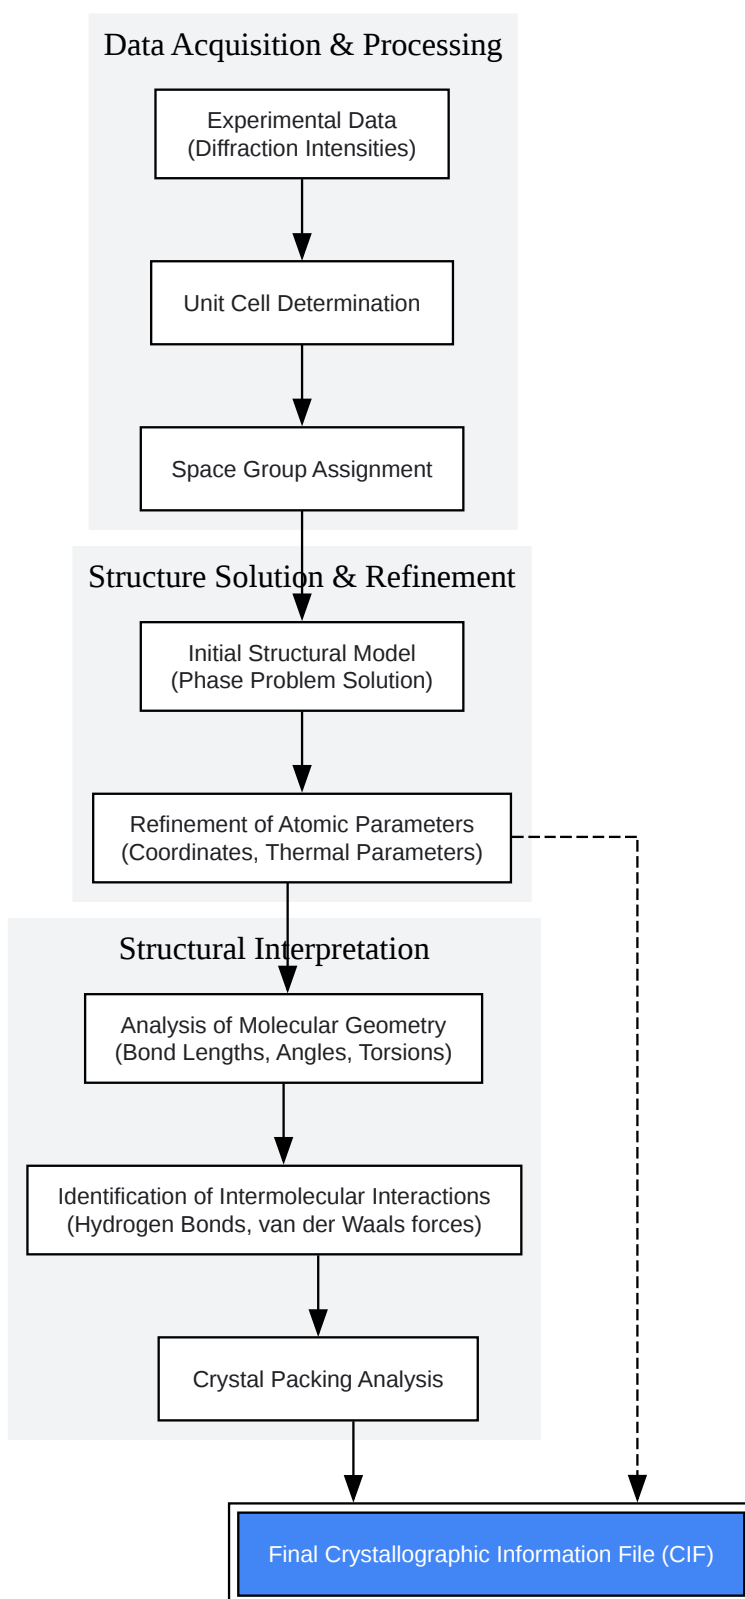 Data Acquisition & Processing
Experimental Data
(Diffraction Intensities)
Unit Cell Determination
Space Group Assignment
Structure Solution & Refinement
Initial Structural Model
(Phase Problem Solution)
Refinement of Atomic Parameters
(Coordinates, Thermal Parameters)
Structural Interpretation
Analysis of Molecular Geometry
(Bond Lengths, Angles, Torsions)
Identification of Intermolecular Interactions
(Hydrogen Bonds, van der Waals forces)
Crystal Packing Analysis
Final Crystallographic Information File (CIF)